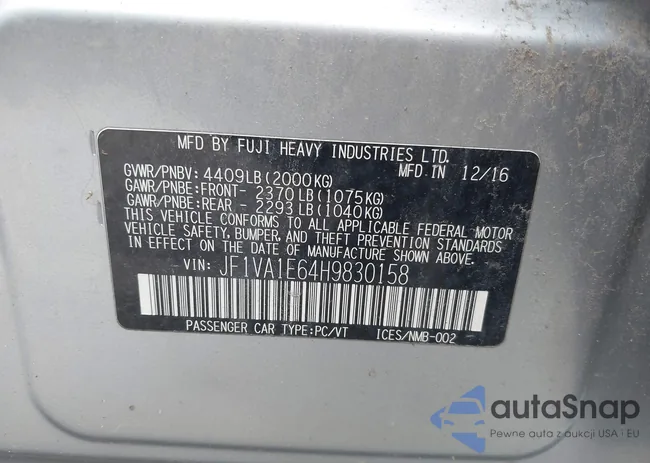 MFD BY FUJI HEAVY INDUSTRIES LTD.
GVWR/PNBV: 4409LB(2000KG) MFD IN 12/16
GAWR/PNBE:FRONT- 2370LB(1075KG)
GAWR/PNBE:REAR - 2293LB(1040KG)
THIS VEHICLE CONFORMS TO ALL APPLICABLE FEDERAL MOTOR
VEHICLE SAFETY, BUMPER, AND THEFT PREVENTION STANDARDS
IN EFFECT ON THE DATE OF MANUFACTURE SHOWN ABOVE.
VIN: JF1VA1E64H9830158
PASSENGER CAR TYPE:PC/VT ICES/NMB-002
autoSnap
Pewne auta z aukcji USA i EU